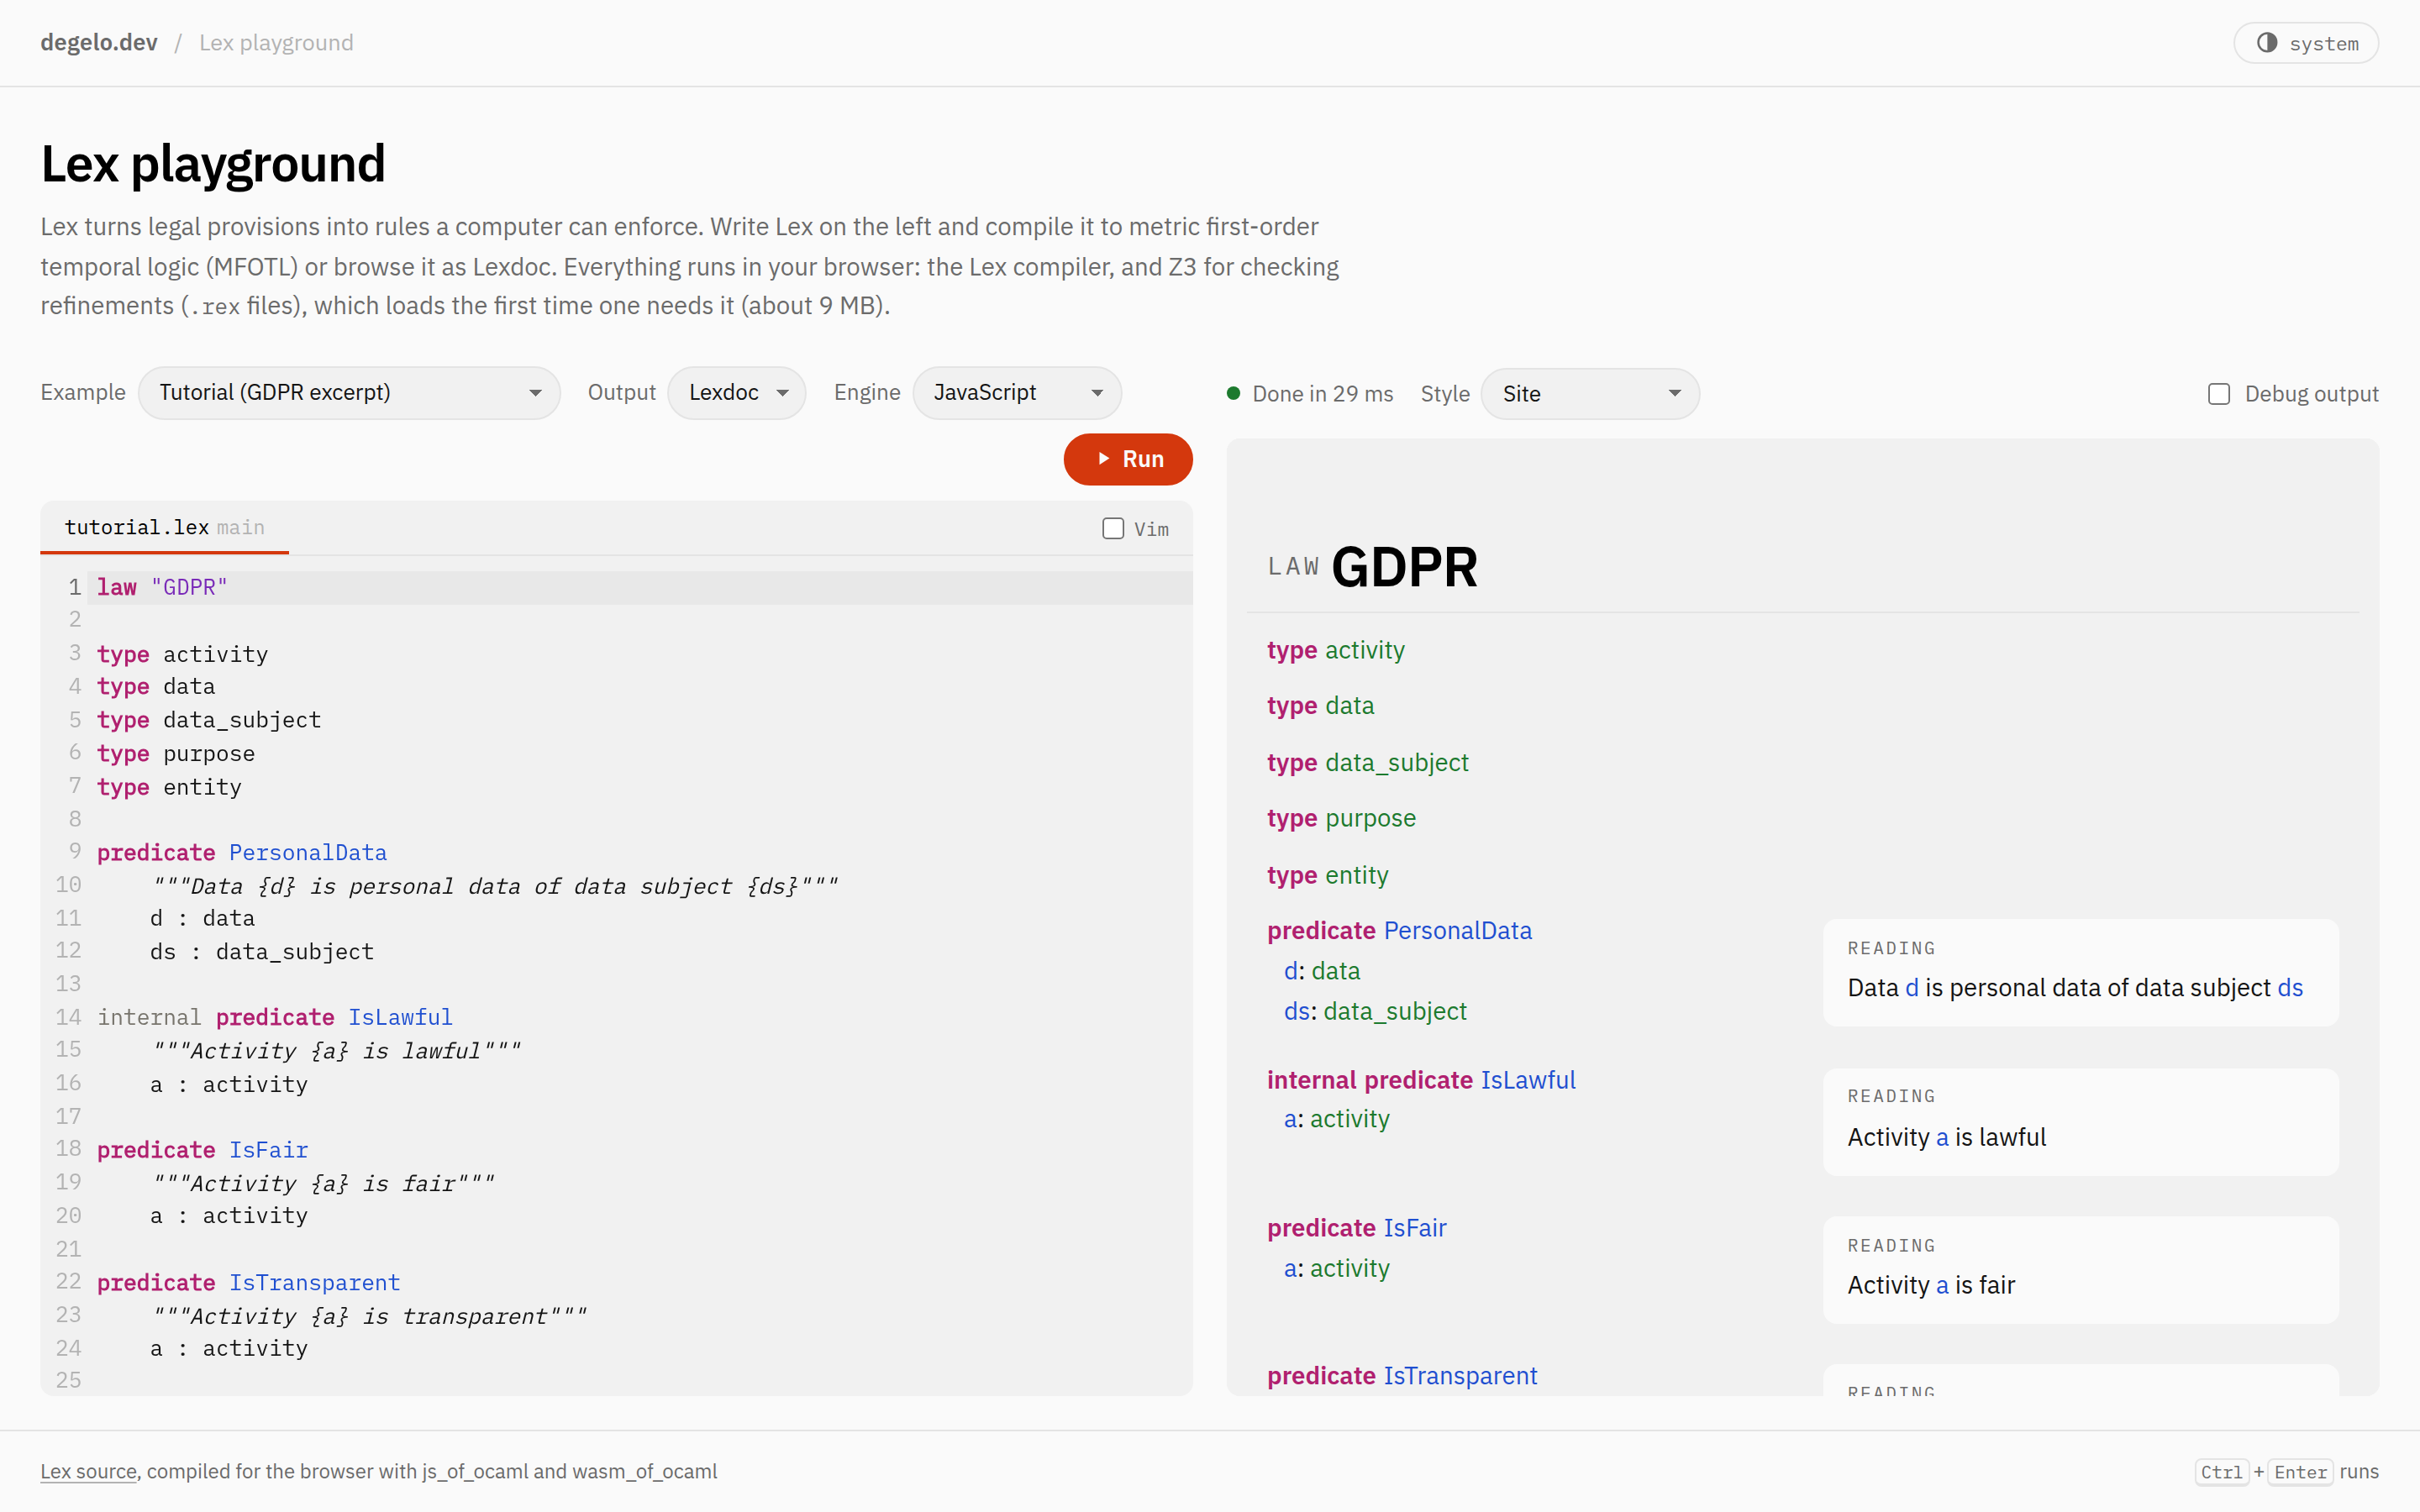 degelo.dev / Lex playground
system
Lex playground
Lex turns legal provisions into rules a computer can enforce. Write Lex on the left and compile it to metric first-order
temporal logic (MFOTL) or browse it as Lexdoc. Everything runs in your browser: the Lex compiler, and Z3 for checking
refinements (.rex files), which loads the first time one needs it (about 9 MB).
Example Tutorial (GDPR excerpt) Output Lexdoc Engine JavaScript
Run
tutorial.lex main Vim
1 law "GDPR"
2
3 type activity
4 type data
5 type data_subject
6 type purpose
7 type entity
8
9 predicate PersonalData
10 """Data {d} is personal data of data subject {ds}"""
11 d : data
12 ds : data_subject
13
14 internal predicate IsLawful
15 """Activity {a} is lawful"""
16 a : activity
17
18 predicate IsFair
19 """Activity {a} is fair"""
20 a : activity
21
22 predicate IsTransparent
23 """Activity {a} is transparent"""
24 a : activity
25
Done in 29 ms Style Site Debug output
LAW GDPR
type activity
type data
type data_subject
type purpose
type entity
predicate PersonalData
d: data
ds: data_subject
READING
Data d is personal data of data subject ds
internal predicate IsLawful
a: activity
READING
Activity a is lawful
predicate IsFair
a: activity
READING
Activity a is fair
predicate IsTransparent
READING
Lex source, compiled for the browser with js_of_ocaml and wasm_of_ocaml
Ctrl + Enter runs